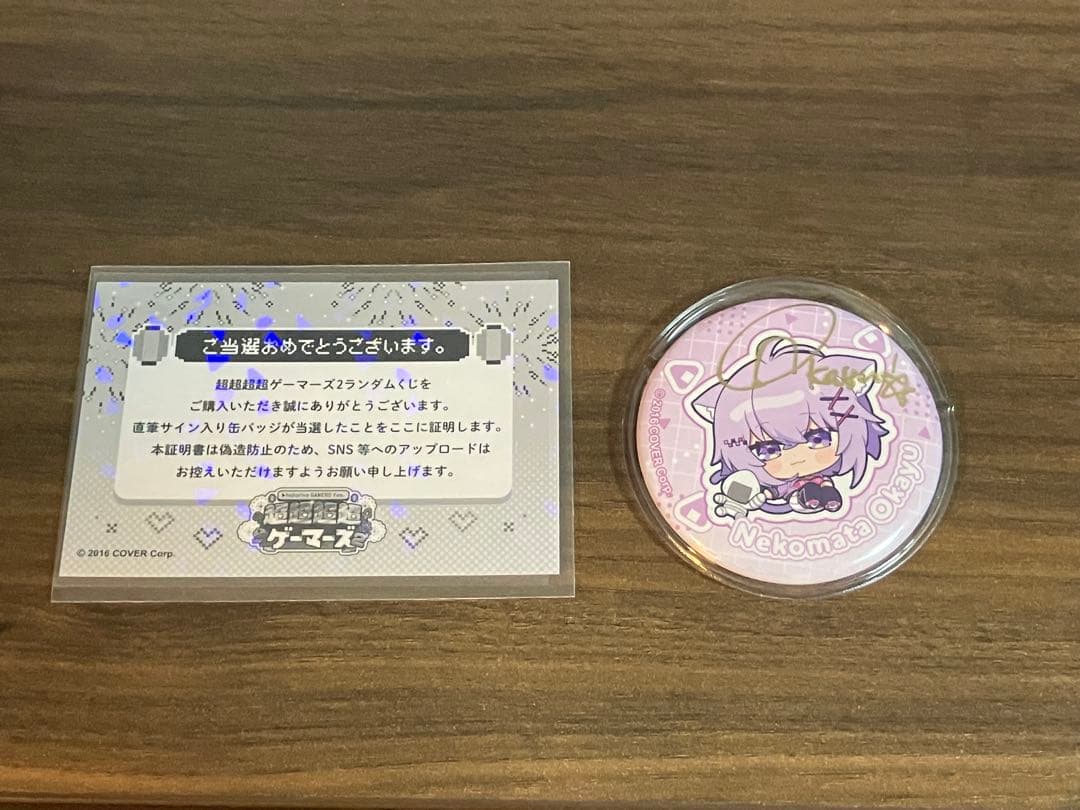 ご当選おめでとうございます。
超超超超ゲーマーズ2ランダムくじを
ご購入いただき誠にありがとうございます。
直筆サイン入り缶バッジが当選したことをここに証明します。
本証明書は偽造防止のため、SNS 等へのアップロードは
お控えいただけますようお願い申し上げます。
hololive GAMERS fes.
超超超超
ゲーマーズ2
© 2016 COVER Corp.
Okayu
© 2016 COVER Corp.
Nekomata Okayu